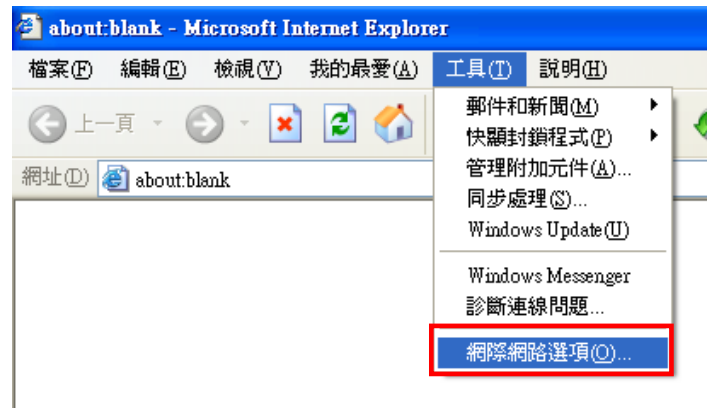 about:blank - Microsoft Internet Explorer
檔案(F) 編輯(E) 檢視(V) 我的最愛(A) 工具(T) 說明(H)
上一頁
網址(D) about:blank
郵件和新聞(M)
快顯封鎖程式(P)
管理附加元件(A)...
同步處理(S)...
Windows Update(U)
Windows Messenger
診斷連線問題...
網際網路選項(O)...